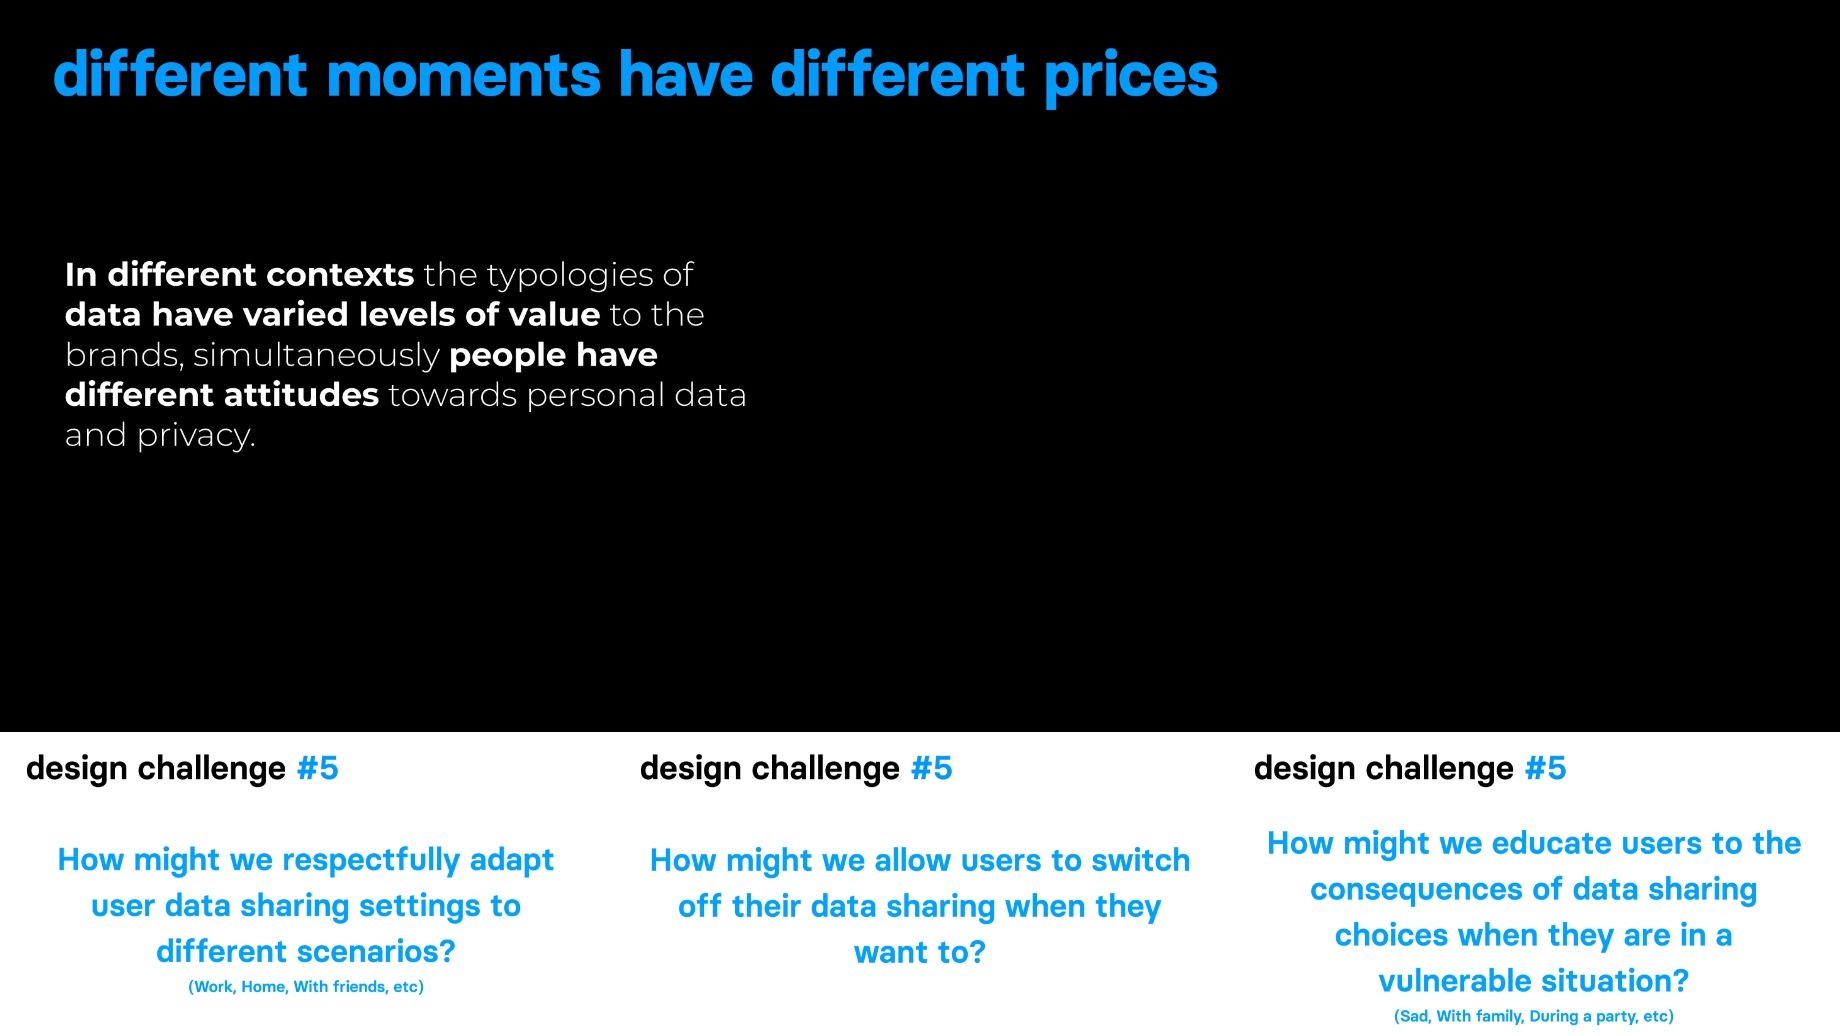 different moments have different prices
In different contexts the typologies of
data have varied levels of value to the
brands, simultaneously people have
different attitudes towards personal data
and privacy.
design challenge #5
How might we respectfully adapt
user data sharing settings to
different scenarios?
(Work, Home, With friends, etc)
design challenge #5
How might we allow users to switch
off their data sharing when they
want to?
design challenge #5
How might we educate users to the
consequences of data sharing
choices when they are in a
vulnerable situation?
(Sad, With family, During a party, etc)